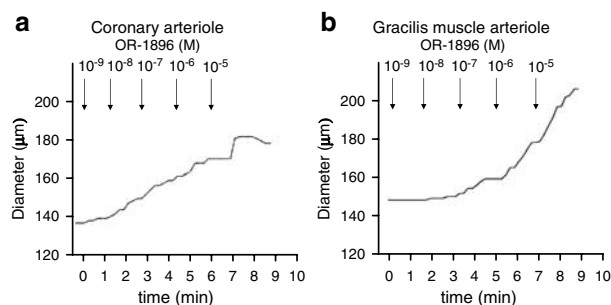 a
Coronary arteriole
OR-1896 (M)
10-9 10-8 10-7 10-6 10-5
Diameter (μm)
200
180
160
140
120
0 1 2 3 4 5 6 7 8 9 10
time (min)
b
Gracilis muscle arteriole
OR-1896 (M)
10-9 10-8 10-7 10-6 10-5
Diameter (μm)
200
180
160
140
120
0 1 2 3 4 5 6 7 8 9 10
time (min)